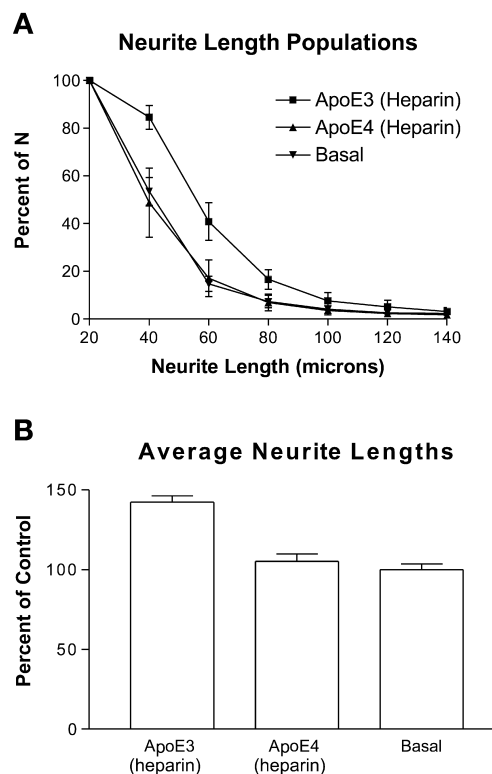 A
Neurite Length Populations
100
80
60
40
20
0
Percent of N
ApoE3 (Heparin)
ApoE4 (Heparin)
Basal
20 40 60 80 100 120 140
Neurite Length (microns)
B
Average Neurite Lengths
150
100
50
0
Percent of Control
ApoE3 ApoE4 Basal
(heparin) (heparin)